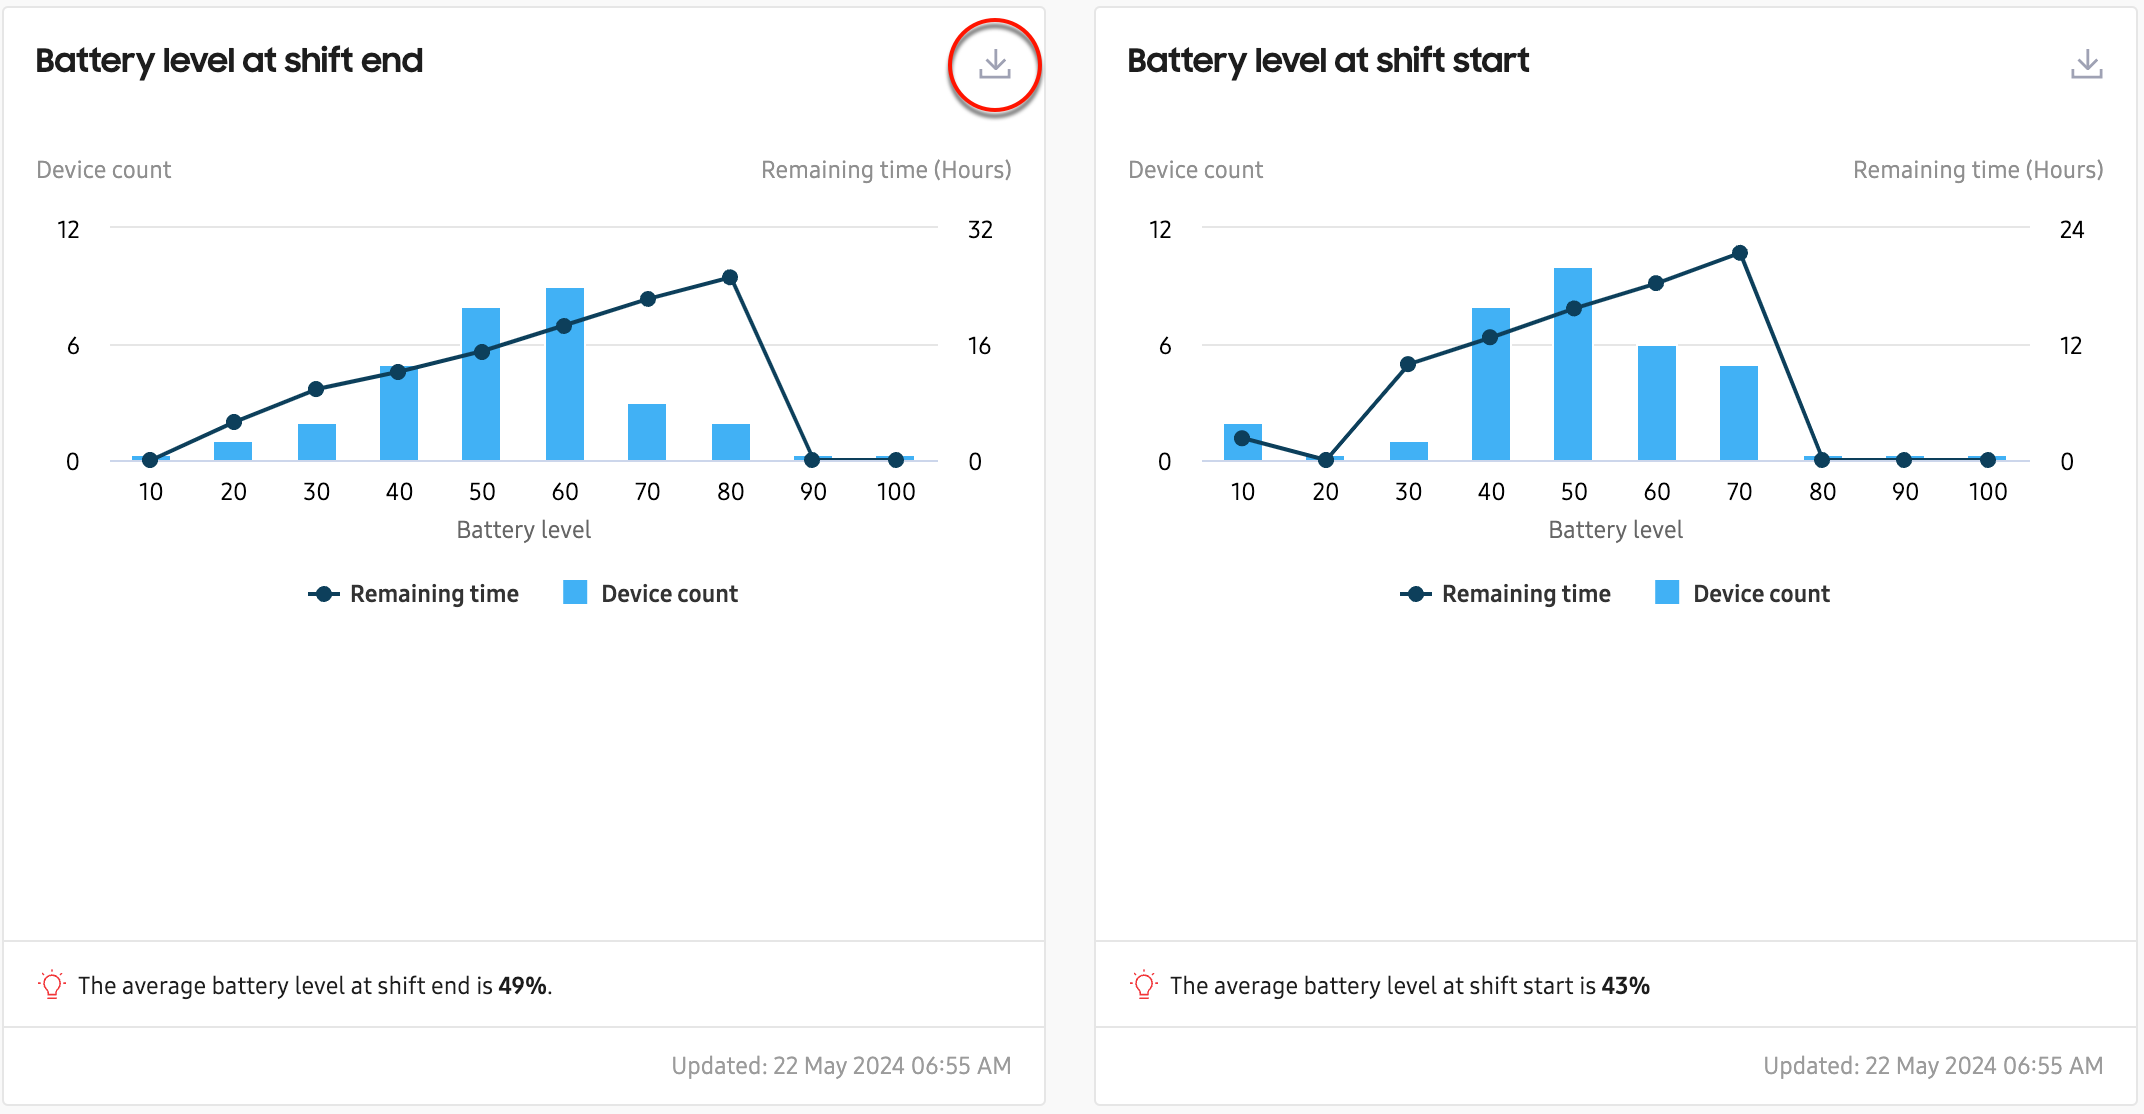 Battery level at shift end
Device count
Remaining time (Hours)
12
32
6
16
0
0
10 20 30 40 50 60 70 80 90 100
Battery level
Remaining time
Device count
The average battery level at shift end is 49%.
Updated: 22 May 2024 06:55 AM
Battery level at shift start
Device count
Remaining time (Hours)
12
24
6
12
0
0
10 20 30 40 50 60 70 80 90 100
Battery level
Remaining time
Device count
The average battery level at shift start is 43%
Updated: 22 May 2024 06:55 AM